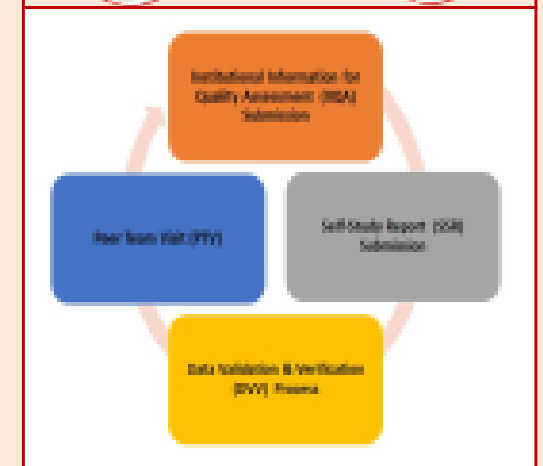 Institutional Information for
Quality Assessment (IIQA)
Submission
Self-Study Report (SSR)
Submission
Data Validation & Verification
(DVV) Process
Peer Team Visit (PTV)